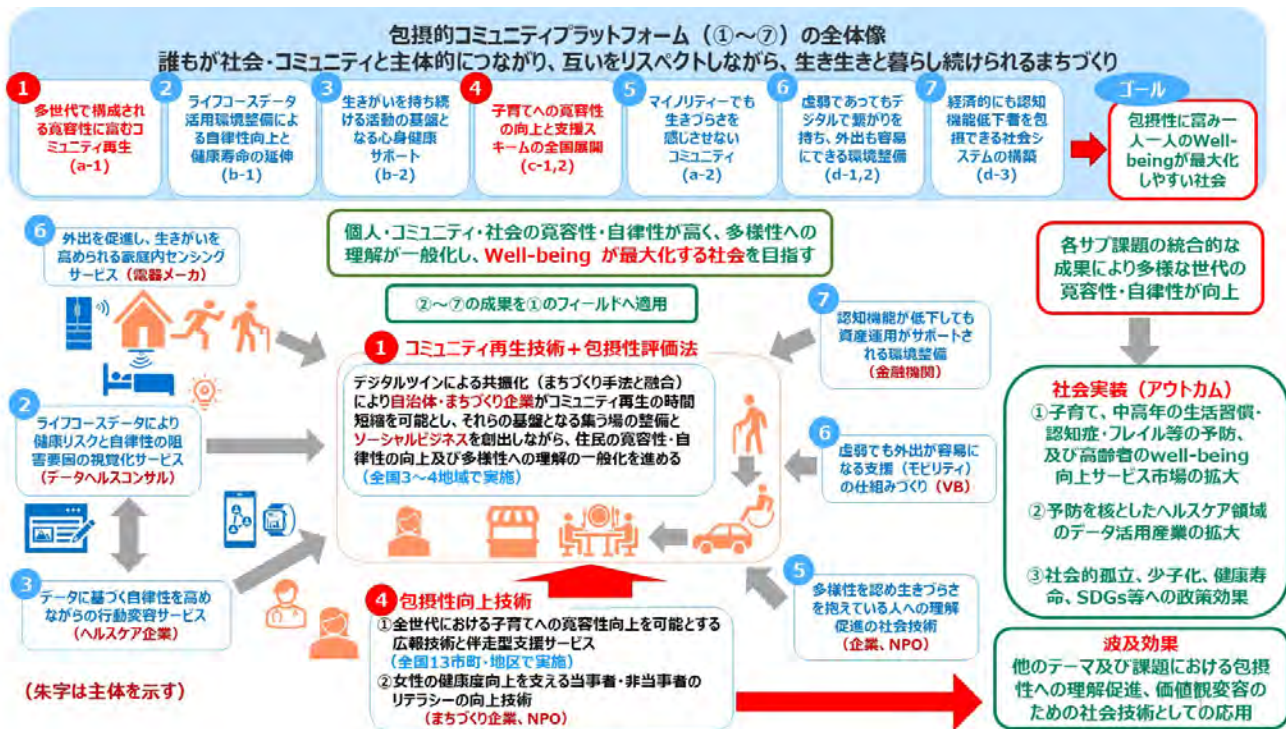 包摂的コミュニティプラットフォーム（①～⑦）の全体像
誰もが社会・コミュニティと主体的につながり、互いをリスペクトしながら、生き生きと暮らし続けられるまちづくり
1
多世代で構成され
る寛容性に富むコ
ミュニティ再生
(a-1)
2
ライフコースデータ
活用環境整備によ
る自律性向上と
健康寿命の延伸
(b-1)
3
生きがいを持ち続
ける活動の基盤と
なる心身健康
サポート
(b-2)
4
子育てへの寛容性
の向上と支援ス
キームの全国展開
(c-1,2)
5
マイノリティーでも
生きづらさを
感じさせない
コミュニティ
(a-2)
6
虚弱であってもデ
ジタルで繋がりを
持ち、外出も容易
にできる環境整備
(d-1,2)
7
経済的にも認知
機能低下者を包
摂できる社会シ
ステムの構築
(d-3)
ゴール
包摂性に富み一
人一人のWell-
beingが最大化
しやすい社会
個人・コミュニティ・社会の寛容性・自律性が高く、多様性への
理解が一般化し、Well-being が最大化する社会を目指す
②～⑦の成果を①のフィールドへ適用
6
外出を促進し、生きがいを
高められる家庭内センシング
サービス（電器メーカ）
2
ライフコースデータにより
健康リスクと自律性の阻
害要因の視覚化サービス
（データヘルスコンサル）
3
データに基づく自律性を高め
ながらの行動変容サービス
（ヘルスケア企業）
（朱字は主体を示す）
1 コミュニティ再生技術＋包摂性評価法
デジタルツインによる共振化（まちづくり手法と融合）
により自治体・まちづくり企業がコミュニティ再生の時間
短縮を可能とし、それらの基盤となる集う場の整備と
ソーシャルビジネスを創出しながら、住民の寛容性・自
律性の向上及び多様性への理解の一般化を進める
（全国3～4地域で実施）
4 包摂性向上技術
①全世代における子育てへの寛容性向上を可能とする
広報技術と伴走型支援サービス
（全国13市町・地区で実施）
②女性の健康度向上を支える当事者・非当事者の
リテラシーの向上技術
（まちづくり企業、NPO）
7
認知機能が低下しても
資産運用がサポートさ
れる環境整備
（金融機関）
6
虚弱でも外出が容易に
なる支援（モビリティ）
の仕組みづくり（VB）
5
多様性を認め生きづらさ
を抱えている人への理解
促進の社会技術
（企業、NPO）
各サブ課題の統合的な
成果により多様な世代の
寛容性・自律性が向上
社会実装（アウトカム）
①子育て、中高年の生活習慣・
認知症・フレイル等の予防、
及び高齢者のwell-being
向上サービス市場の拡大
②予防を核としたヘルスケア領域
のデータ活用産業の拡大
③社会的孤立、少子化、健康寿
命、SDGs等への政策効果
波及効果
他のテーマ及び課題における包摂
性への理解促進、価値観変容の
ための社会技術としての応用